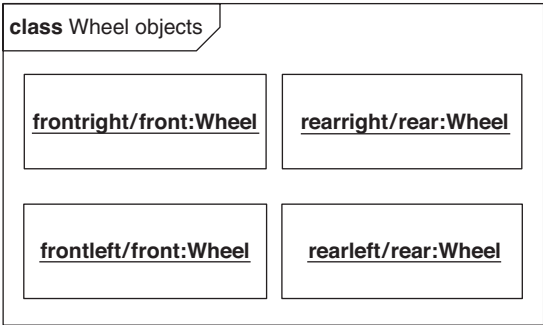 class Wheel objects
frontright/front:Wheel
rearright/rear:Wheel
frontleft/front:Wheel
rearleft/rear:Wheel